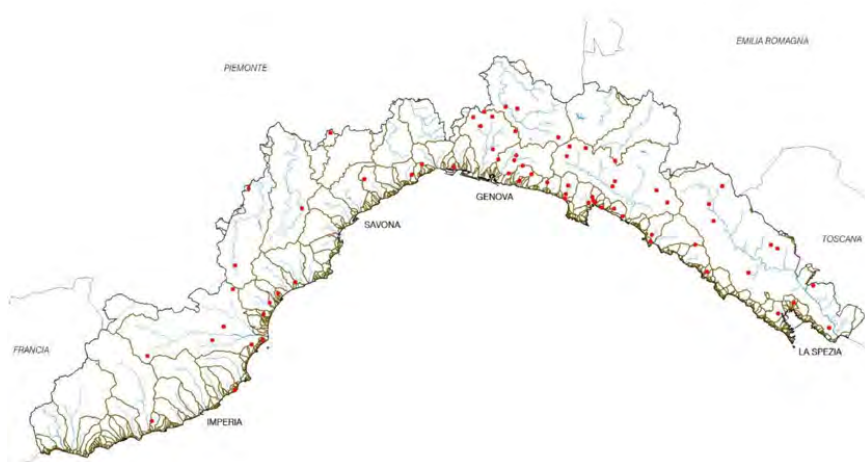 EMILIA ROMAGNA
PIEMONTE
GENOVA
SAVONA
TOSCANA
FRANCIA
LA SPEZIA
IMPERIA